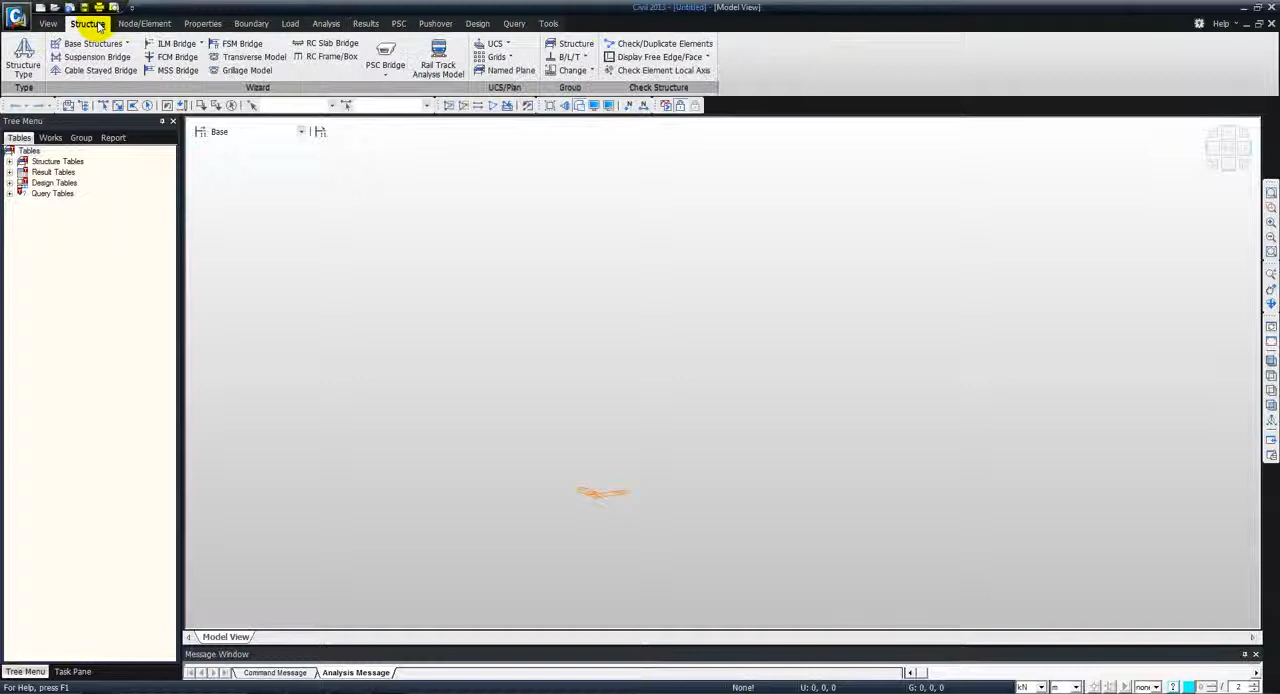 Civil 2013 - [Untitled] - [Model View]
View Structure Node/Element Properties Boundary Load Analysis Results PSC Pushover Design Query Tools Help
Structure Type
Base Structures
Suspension Bridge
Cable Stayed Bridge
ILM Bridge
FCM Bridge
MSS Bridge
FSM Bridge
Transverse Model
Grillage Model
RC Slab Bridge
RC Frame/Box
PSC Bridge
Rail Track Analysis Model
UCS
Grids
Named Plane
Structure
B/L/T
Change
Check/Duplicate Elements
Display Free Edge/Face
Check Element Local Axis
Type Wizard UCS/Plan Group Check Structure
Tree Menu
Tables Works Group Report
Tables
Structure Tables
Result Tables
Design Tables
Query Tables
Base
Model View
Message Window
Command Message Analysis Message
Tree Menu Task Pane
For Help, press F1 None! U: 0, 0, 0 G: 0, 0, 0 kN m none 0 / 2